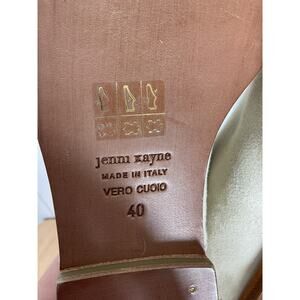 jenni kayne
MADE IN ITALY
VERO CUOIO
40